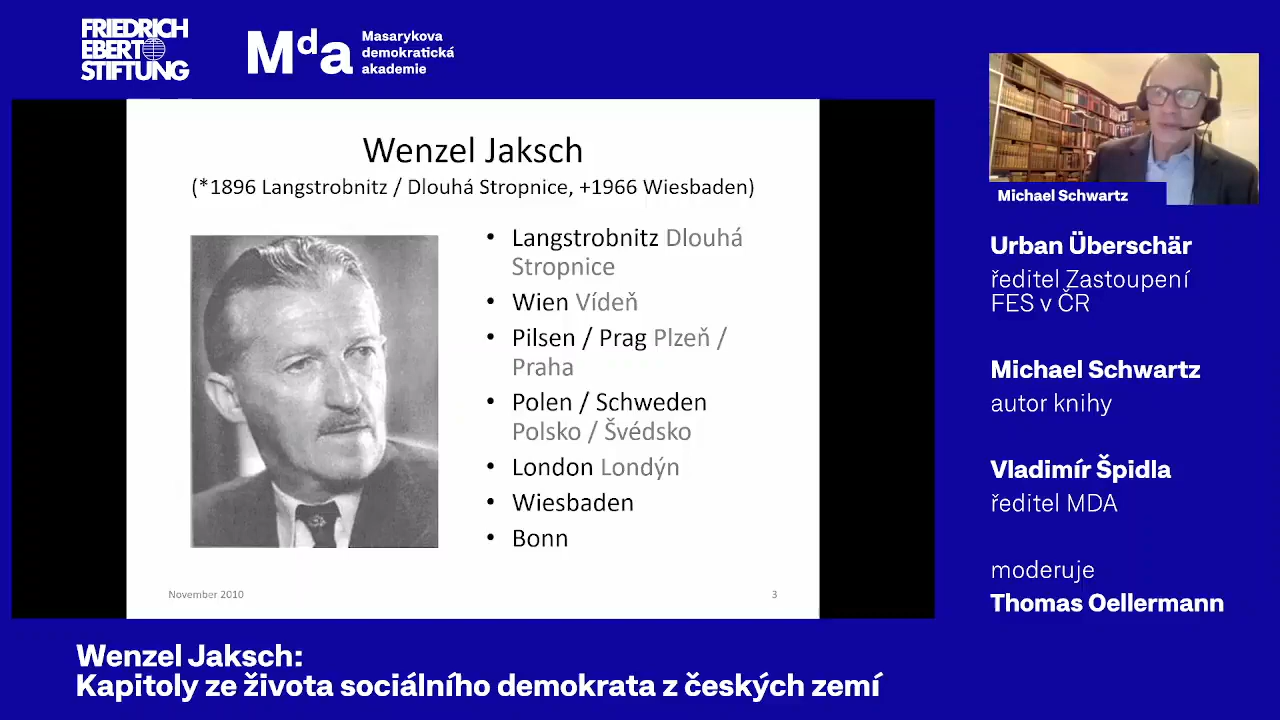 FRIEDRICH
EBERT
STIFTUNG
Mda
Masarykova
demokratická
akademie
Wenzel Jaksch
(*1896 Langstrobnitz / Dlouhá Stropnice, +1966 Wiesbaden)
• Langstrobnitz Dlouhá
Stropnice
• Wien Vídeň
• Pilsen / Prag Plzeň /
Praha
• Polen / Schweden
Polsko / Švédsko
• London Londýn
• Wiesbaden
• Bonn
November 2010
3
Michael Schwartz
Urban Überschär
ředitel Zastoupení
FES v ČR
Michael Schwartz
autor knihy
Vladimír Špidla
ředitel MDA
moderuje
Thomas Oellermann
Wenzel Jaksch:
Kapitoly ze života sociálního demokrata z českých zemí